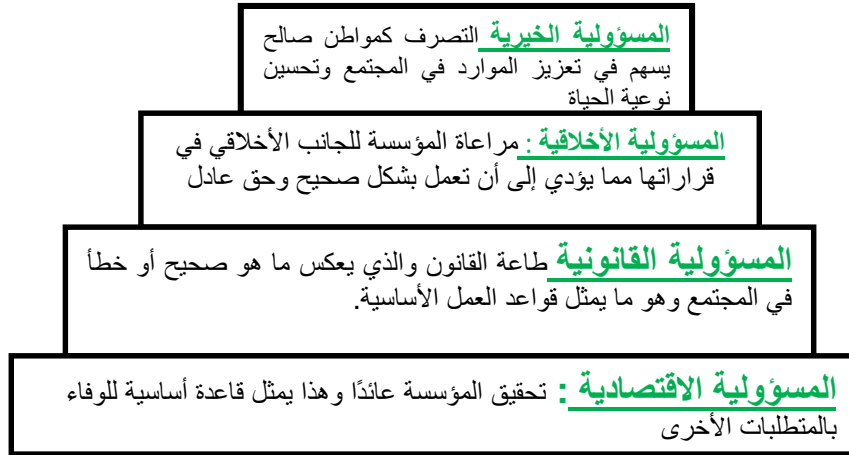 المسؤولية الخيرية التصرف كمواطن صالح
يسهم في تعزيز الموارد في المجتمع وتحسين
نوعية الحياة
المسؤولية الأخلاقية : مراعاة المؤسسة للجانب الأخلاقي في
قراراتها مما يؤدي إلى أن تعمل بشكل صحيح وحق عادل
المسؤولية القانونية طاعة القانون والذي يعكس ما هو صحيح أو خطأ
في المجتمع وهو ما يمثل قواعد العمل الأساسية.
المسؤولية الاقتصادية : تحقيق المؤسسة عائدًا وهذا يمثل قاعدة أساسية للوفاء
بالمتطلبات الأخرى